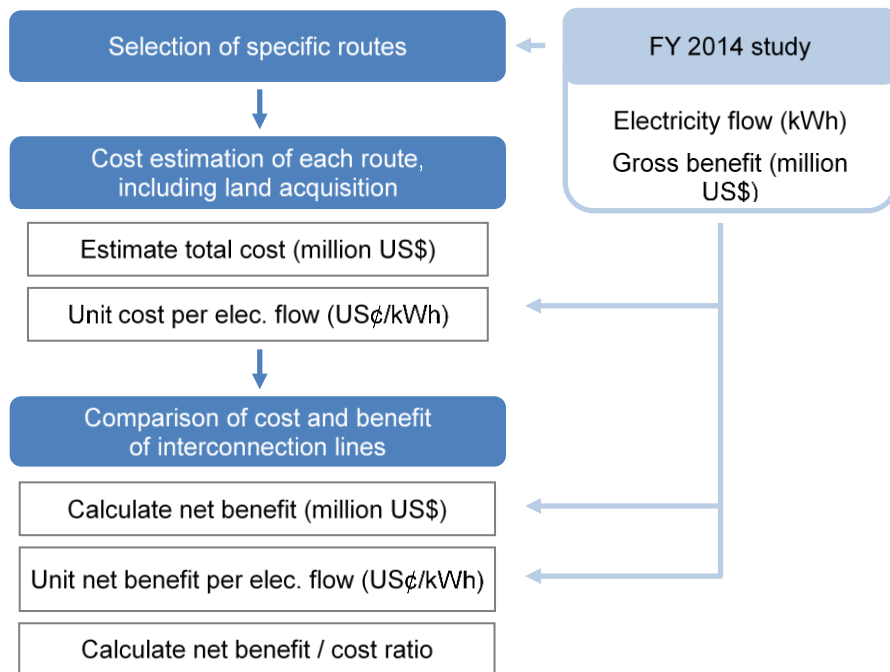 Selection of specific routes
FY 2014 study
Electricity flow (kWh)
Gross benefit (million
US$)
Cost estimation of each route,
including land acquisition
Estimate total cost (million US$)
Unit cost per elec. flow (US¢/kWh)
Comparison of cost and benefit
of interconnection lines
Calculate net benefit (million US$)
Unit net benefit per elec. flow (US¢/kWh)
Calculate net benefit / cost ratio